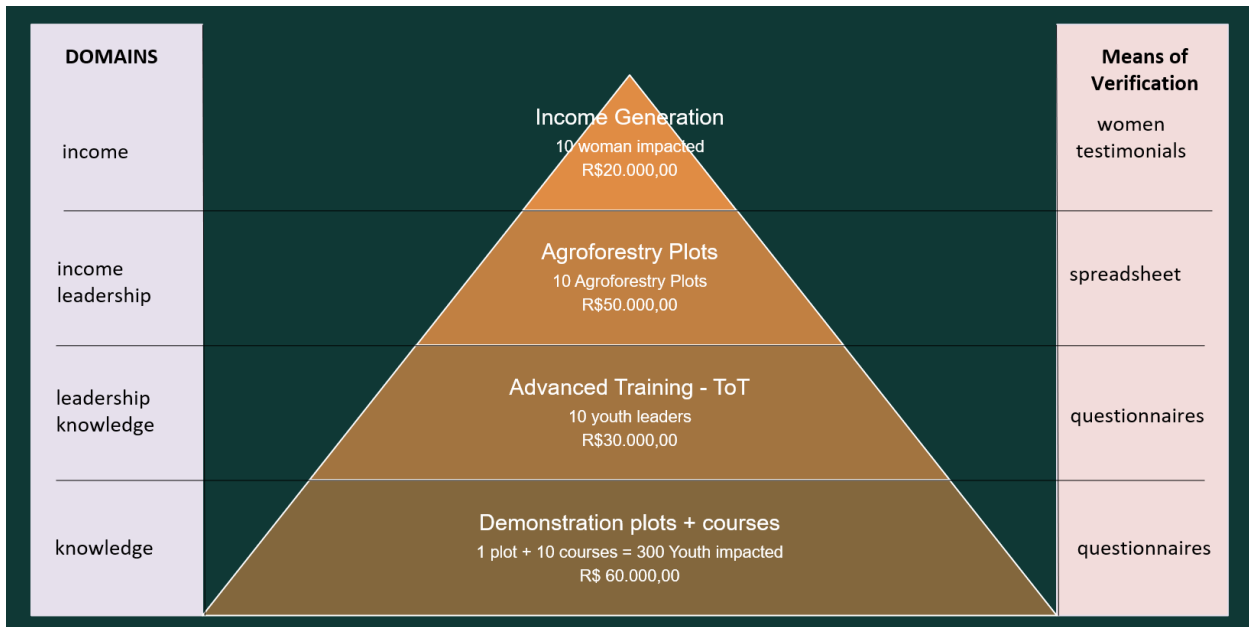 DOMAINS
income
income
leadership
leadership
knowledge
knowledge
Income Generation
10 woman impacted
R$20.000,00
Agroforestry Plots
10 Agroforestry Plots
R$50.000,00
Advanced Training - ToT
10 youth leaders
R$30.000,00
Demonstration plots + courses
1 plot + 10 courses = 300 Youth impacted
R$ 60.000,00
Means of
Verification
women
testimonials
spreadsheet
questionnaires
questionnaires